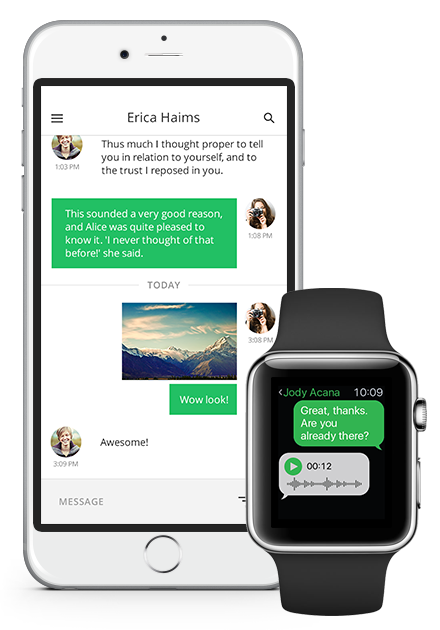 Erica Haims
Thus much I thought proper to tell
you in relation to yourself, and to
the trust I reposed in you.
1:03 PM
This sounded a very good reason,
and Alice was quite pleased to
know it. 'I never thought of that
before!' she said.
1:08 PM
TODAY
3:08 PM
Wow look!
Awesome!
3:09 PM
MESSAGE
<Jody Acana 10:09
Great, thanks.
Are you
already there?
00:12